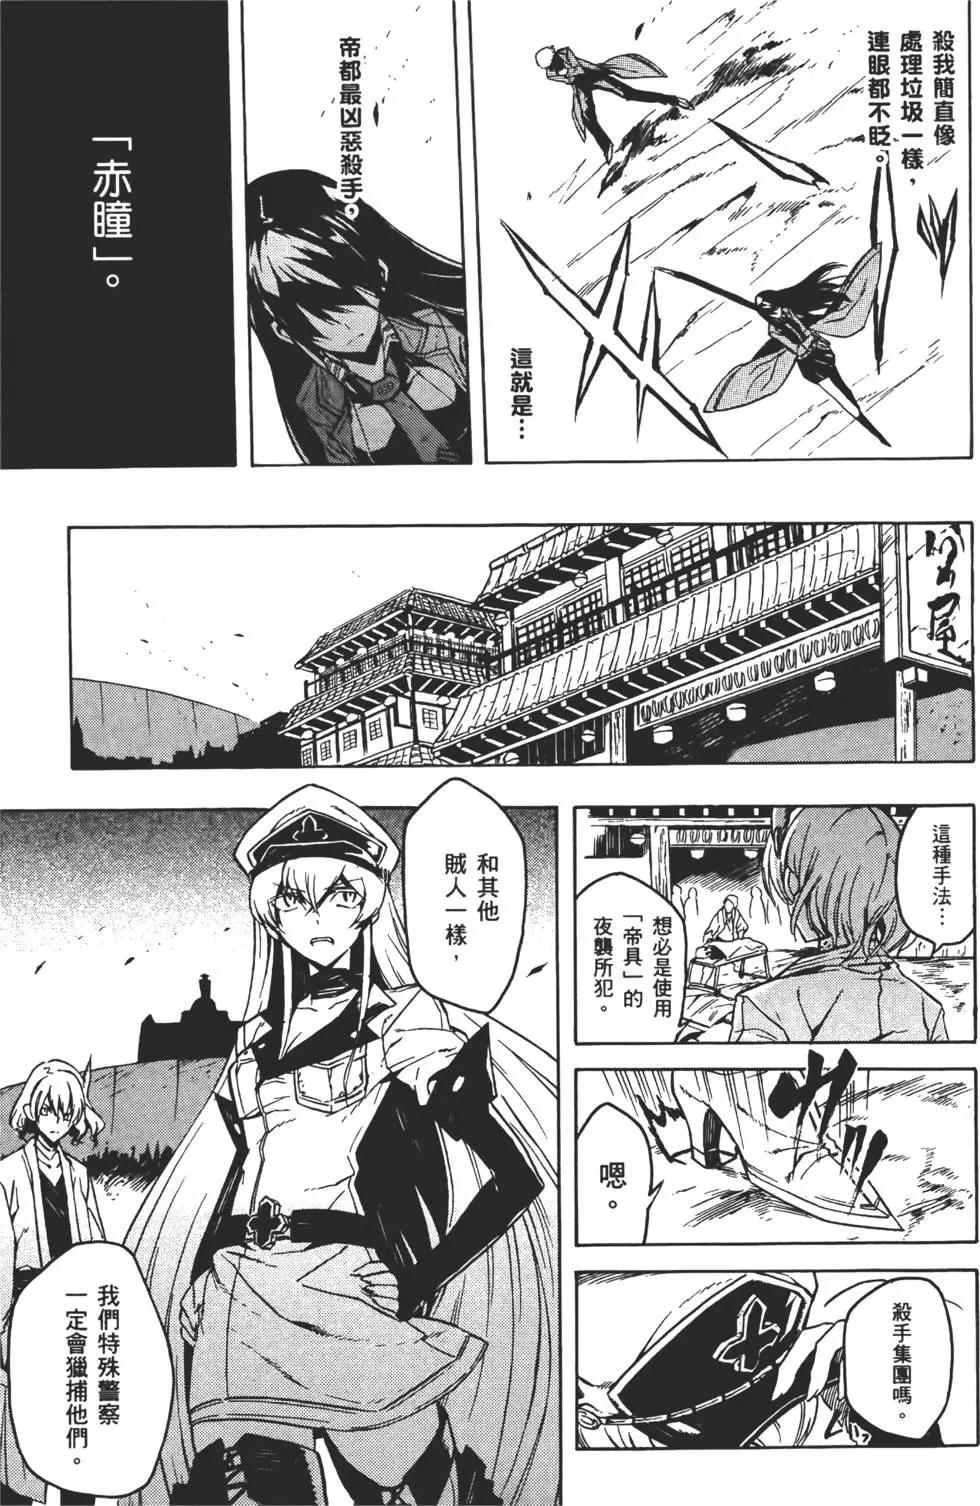 殺我簡直像
處理垃圾一樣，
連眼都不眨。
這就是…
帝都最凶惡殺手。
「赤瞳」。
屋
這種手法…
想必是使用
「帝具」的
夜襲所犯。
カッ
嗯。
殺手集團嗎。
和其他
賊人一樣，
我們特殊警察
一定會獵捕他們。